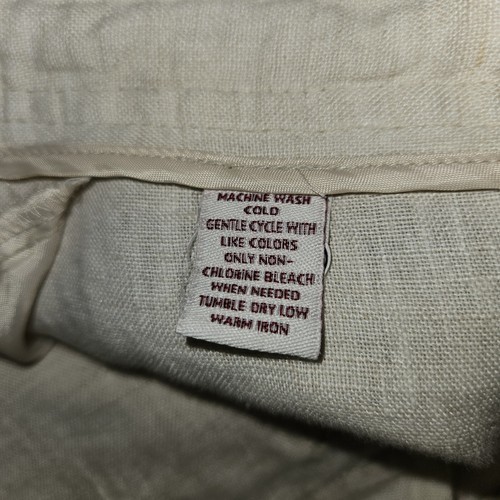 MACHINE WASH
COLD
GENTLE CYCLE WITH
LIKE COLORS
ONLY NON-
CHLORINE BLEACH
WHEN NEEDED
TUMBLE DRY LOW
WARM IRON